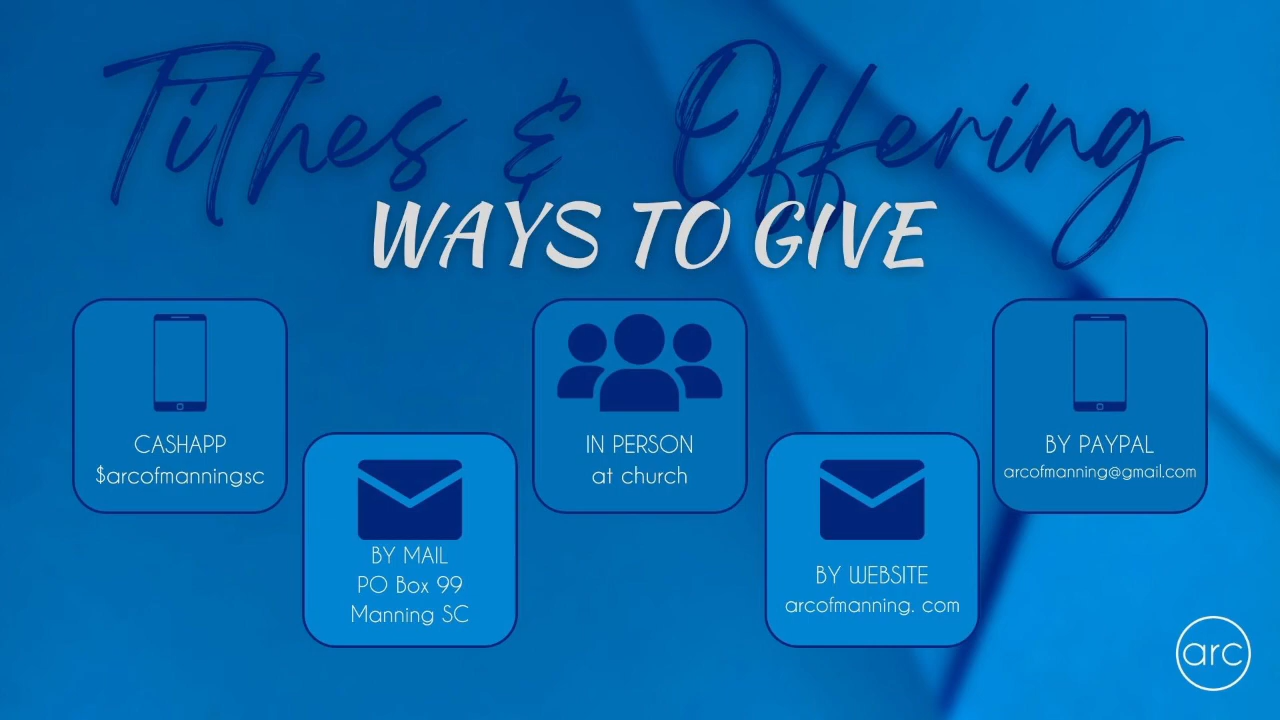 Tithes & Offering
WAYS TO GIVE
CASHAPP
$arcofmanningsc
BY MAIL
PO Box 99
Manning SC
IN PERSON
at church
BY WEBSITE
arcofmanning. com
BY PAYPAL
arcofmanning@gmail.com
arc